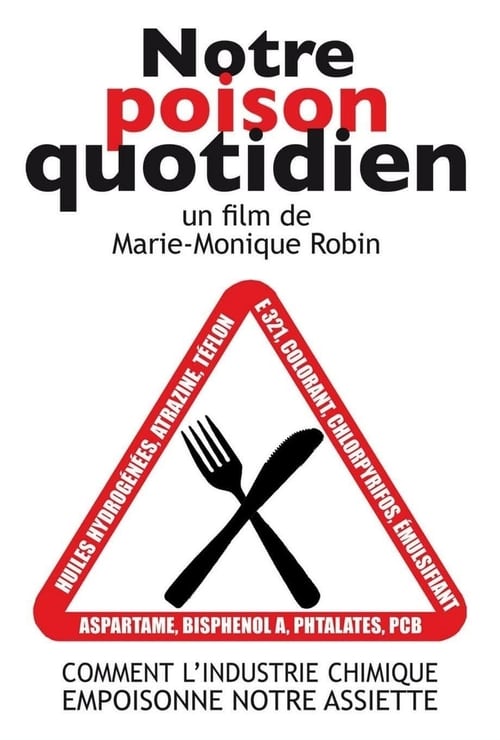 Notre
poison
quotidien
un film de
Marie-Monique Robin
HUILES HYDROGÉNÉES, ATRAZINE, TÉFLON
E 321, COLORANT, CHLORPYRIFOS, ÉMULSIFIANT
ASPARTAME, BISPHENOL A, PHTALATES, PCB
COMMENT L'INDUSTRIE CHIMIQUE
EMPOISONNE NOTRE ASSIETTE